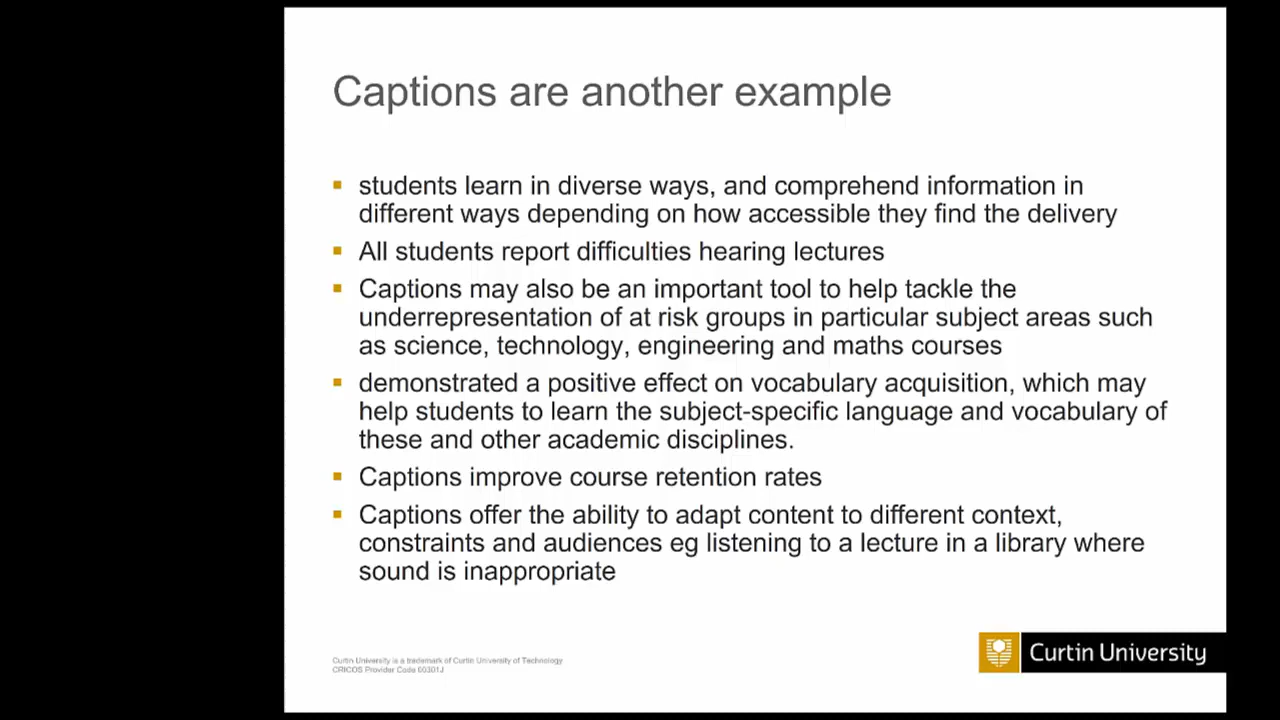 Captions are another example
students learn in diverse ways, and comprehend information in
different ways depending on how accessible they find the delivery
All students report difficulties hearing lectures
Captions may also be an important tool to help tackle the
underrepresentation of at risk groups in particular subject areas such
as science, technology, engineering and maths courses
demonstrated a positive effect on vocabulary acquisition, which may
help students to learn the subject-specific language and vocabulary of
these and other academic disciplines.
Captions improve course retention rates
Captions offer the ability to adapt content to different context,
constraints and audiences eg listening to a lecture in a library where
sound is inappropriate
Curtin University is a trademark of Curtin University of Technology
CRICOS Provider Code 00301J
Curtin University